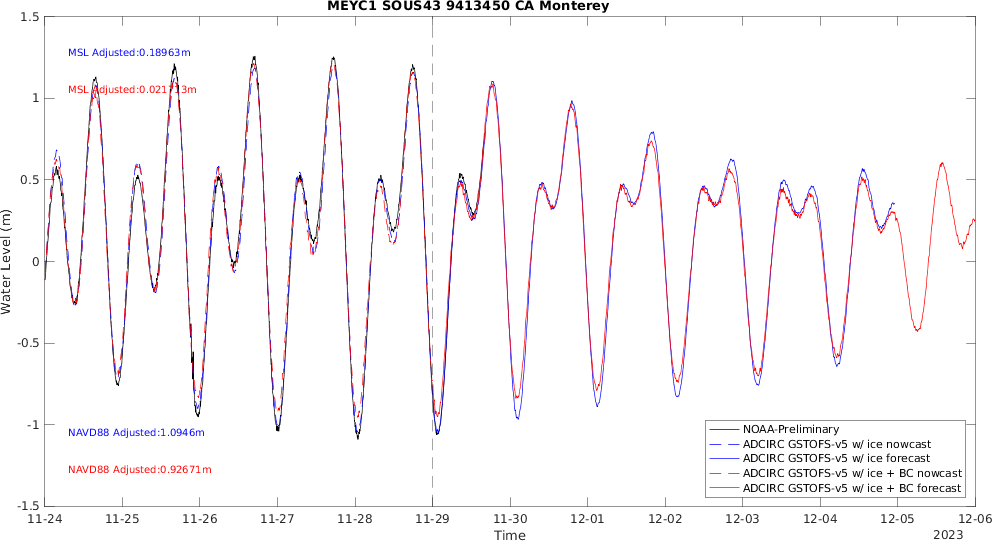 MEYC1 SOUS43 9413450 CA Monterey
Water Level (m)
1.5
1
0.5
0
-0.5
-1
-1.5
MSL Adjusted:0.18963m
MSL Adjusted:
NAVD88 Adjusted:1.0946m
NAVD88 Adjusted:0.92671m
NOAA-Preliminary
ADCIRC GSTOFS-v5 w/ ice nowcast
ADCIRC GSTOFS-v5 w/ ice forecast
ADCIRC GSTOFS-v5 w/ ice + BC nowcast
ADCIRC GSTOFS-v5 w/ ice + BC forecast
11-24 11-25 11-26 11-27 11-28 11-29 11-30 12-01 12-02 12-03 12-04 12-05 12-06
Time
2023